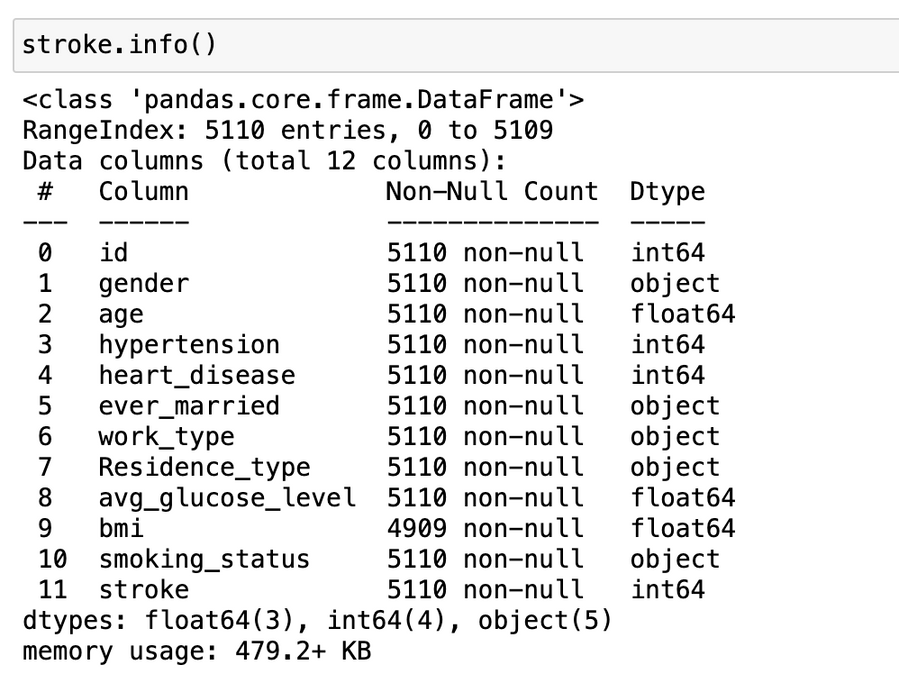 stroke.info()
<class 'pandas.core.frame.DataFrame'>
RangeIndex: 5110 entries, 0 to 5109
Data columns (total 12 columns):
 #   Column             Non-Null Count  Dtype
---  ------             --------------  -----
 0   id                 5110 non-null   int64
 1   gender             5110 non-null   object
 2   age                5110 non-null   float64
 3   hypertension       5110 non-null   int64
 4   heart_disease      5110 non-null   int64
 5   ever_married       5110 non-null   object
 6   work_type          5110 non-null   object
 7   Residence_type     5110 non-null   object
 8   avg_glucose_level  5110 non-null   float64
 9   bmi                4909 non-null   float64
 10  smoking_status     5110 non-null   object
 11  stroke             5110 non-null   int64
dtypes: float64(3), int64(4), object(5)
memory usage: 479.2+ KB